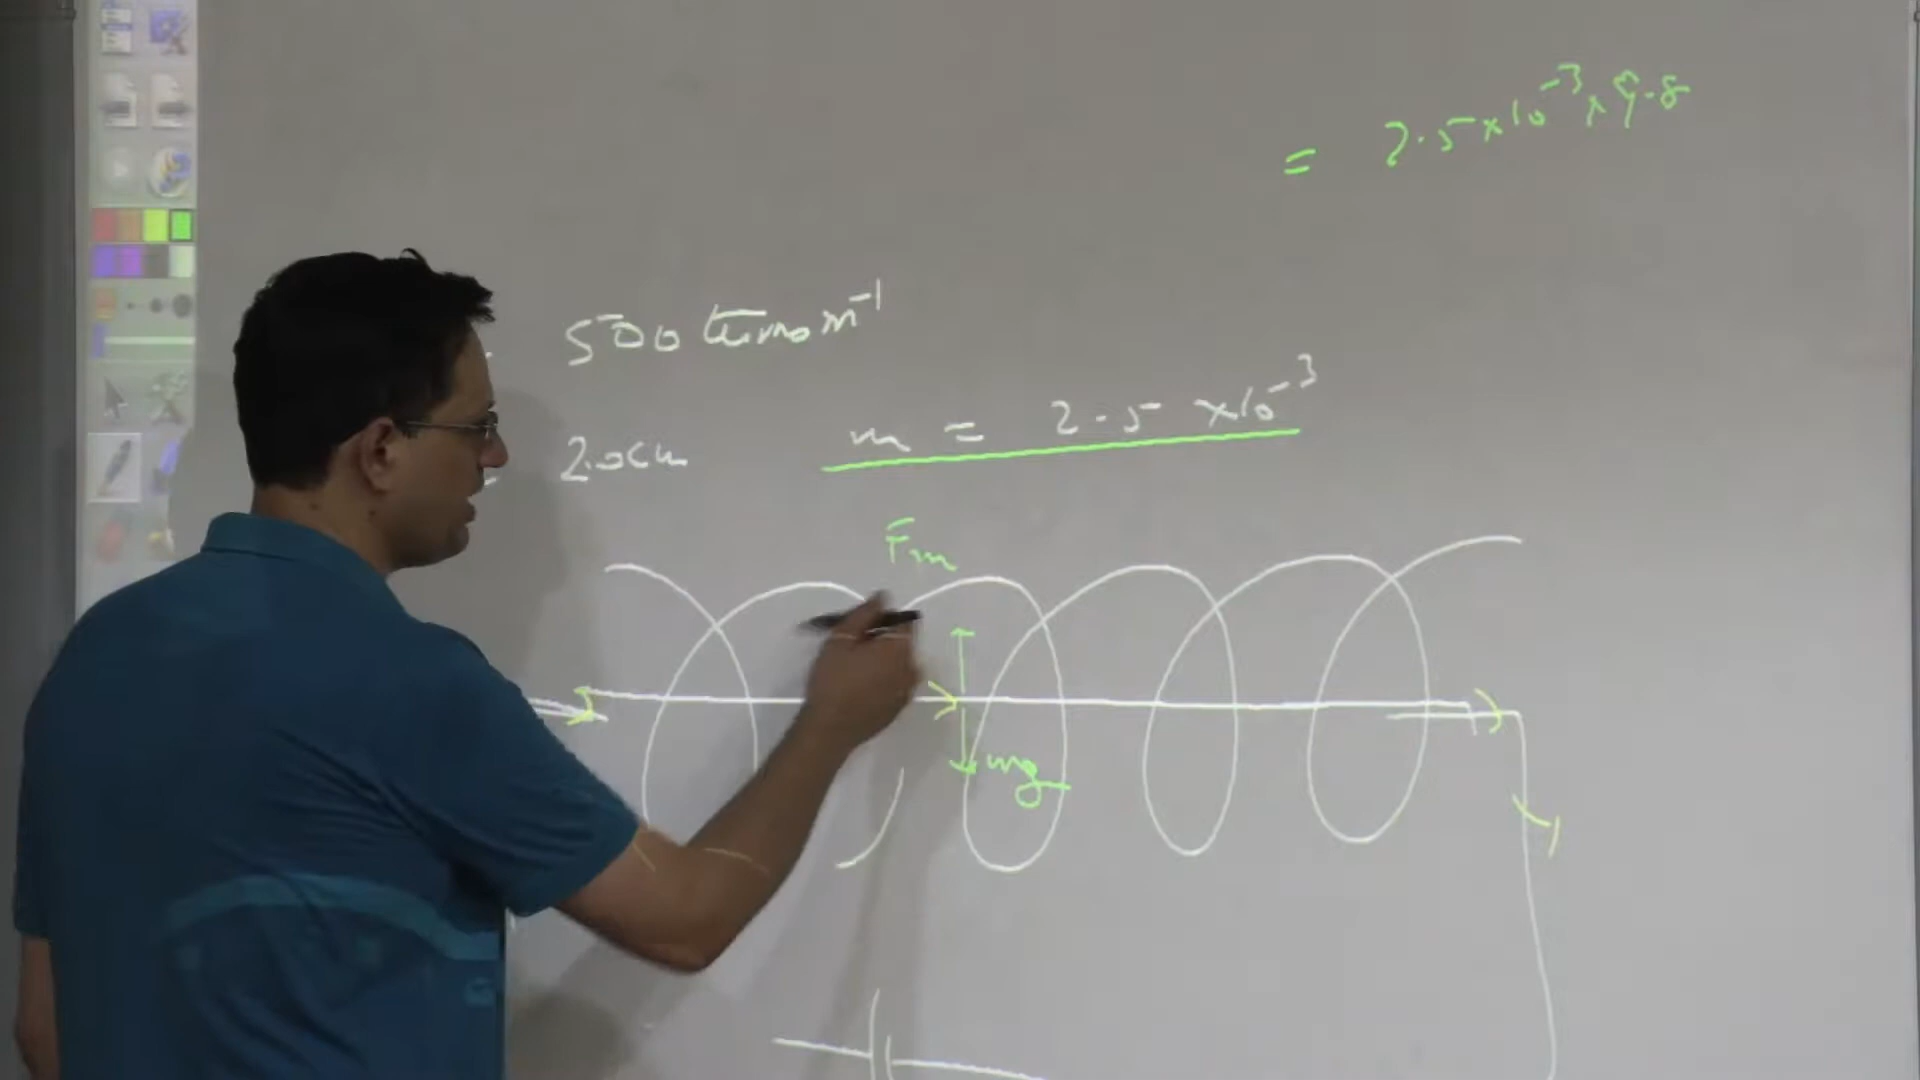 = 2.5 × 10⁻³ × 9.8
500 turns m⁻¹
2.0cm
m = 2.5 ×10⁻³
Fm
mg